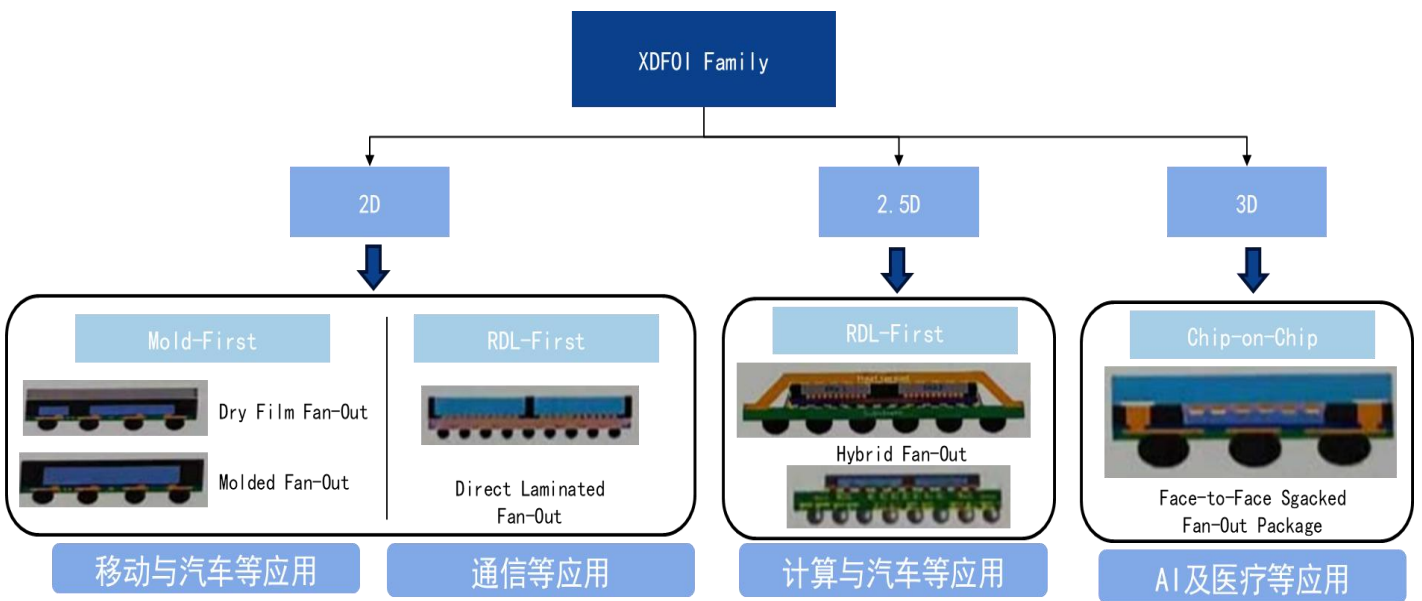 XDFOI Family
2D
2.5D
3D
Mold-First
RDL-First
RDL-First
Chip-on-Chip
Dry Film Fan-Out
Molded Fan-Out
Direct Laminated
Fan-Out
Hybrid Fan-Out
Face-to-Face Sgacked
Fan-Out Package
移动与汽车等应用
通信等应用
计算与汽车等应用
AI及医疗等应用